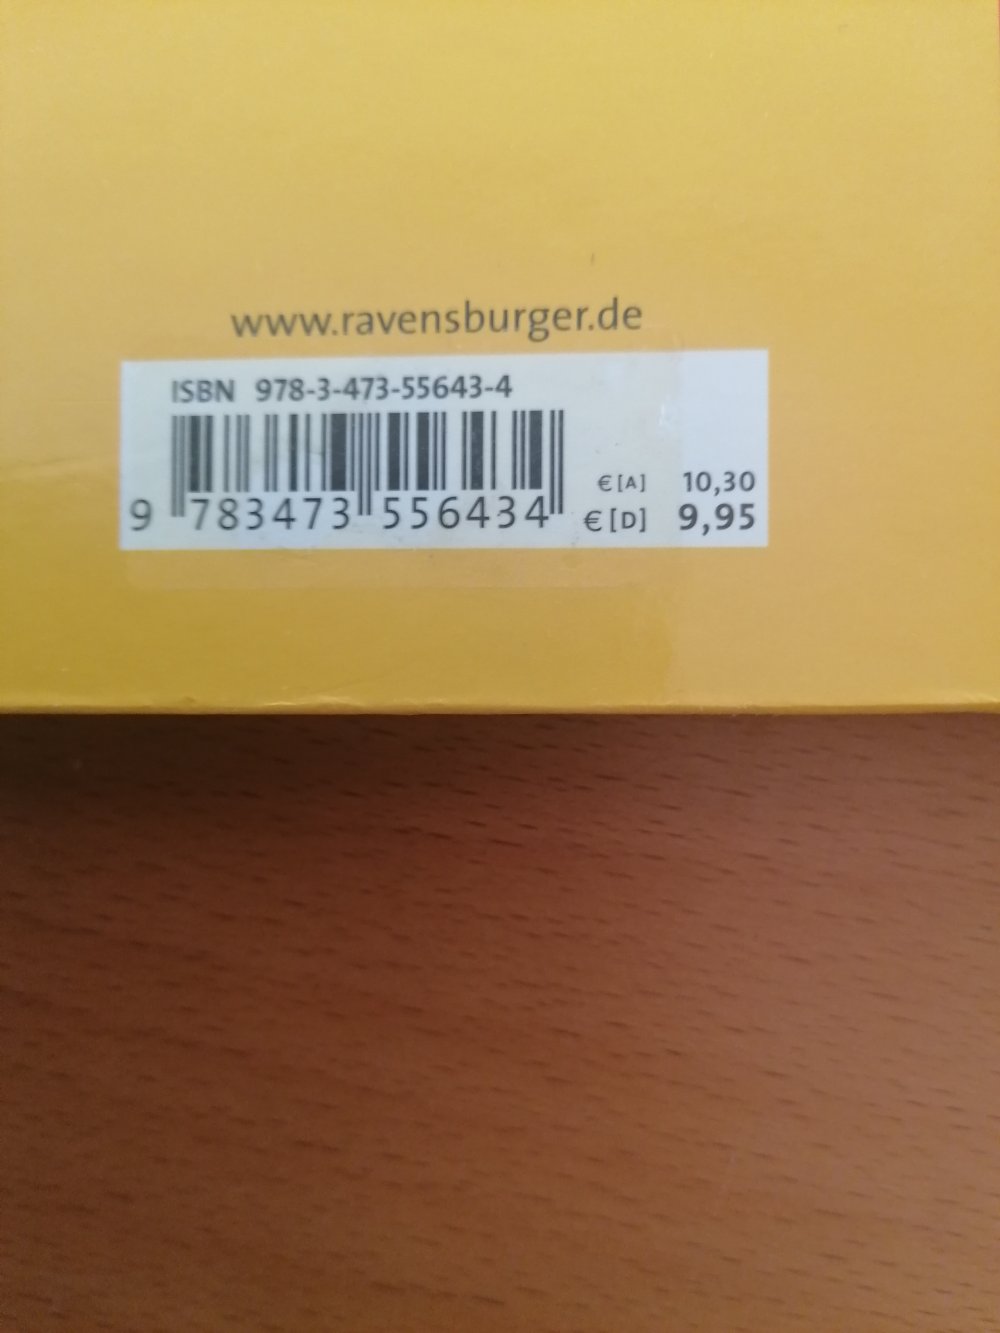 www.ravensburger.de
ISBN 978-3-473-55643-4
€[A] 10,30
9 783473 556434 €[D] 9,95